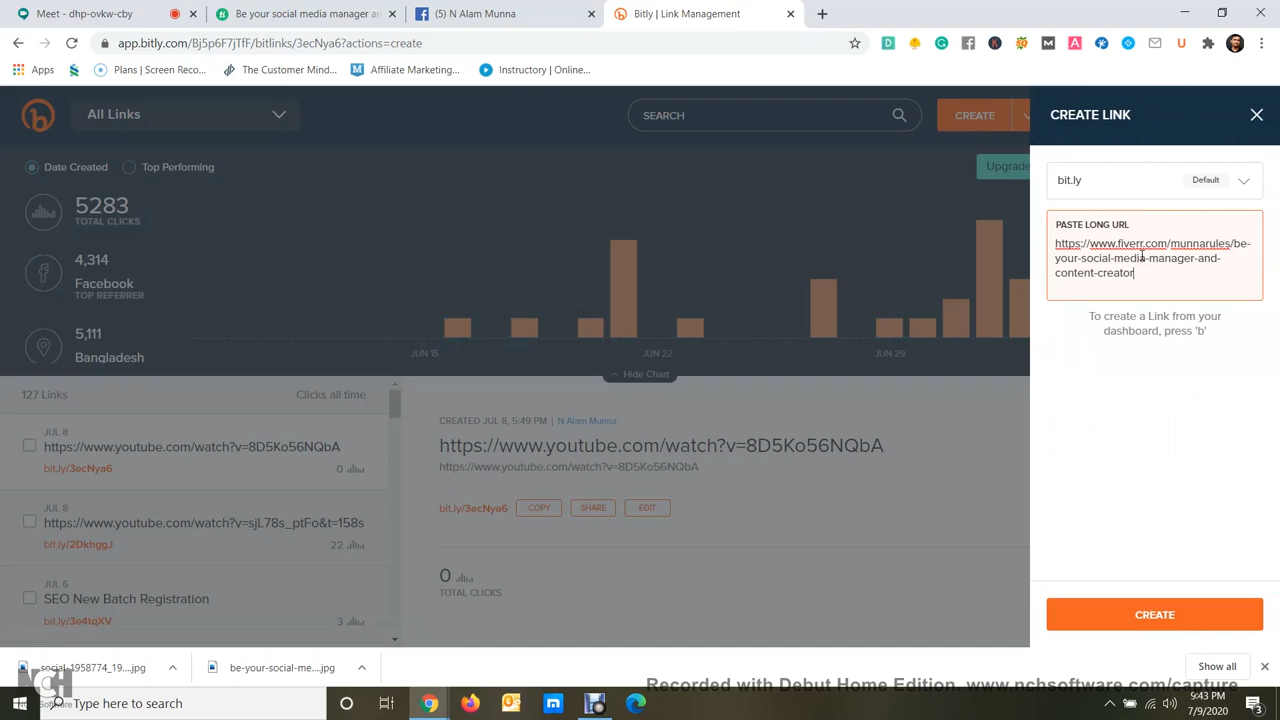 Meet - dhp-ovkw-cby
Be your social media manager an
(5) N Alam Munna
Bitly | Link Management
app.bitly.com/Bj5p6F7jTfF/bitlinks/3ecNya6?actions=create
Apps
Plans | Screen Reco...
The Customer Mind...
Affiliate Marketing...
Instructory | Online...
All Links
SEARCH
CREATE
CREATE LINK
Date Created
Top Performing
Upgrade
bit.ly
Default
5283
TOTAL CLICKS
PASTE LONG URL
https://www.fiverr.com/munnarules/be-
your-social-media-manager-and-
content-creator
4,314
Facebook
TOP REFERRER
To create a Link from your
dashboard, press 'b'
5,111
Bangladesh
JUN 15
JUN 22
JUN 29
Hide Chart
127 Links
Clicks all time
JUL 8
https://www.youtube.com/watch?v=8D5Ko56NQbA
bit.ly/3ecNya6
0
JUL 8
https://www.youtube.com/watch?v=sjL78s_ptFo&t=158s
bit.ly/2DkhggJ
22
JUL 6
SEO New Batch Registration
bit.ly/3e4tqXV
3
CREATED JUL 8, 5:49 PM | N Alam Munna
https://www.youtube.com/watch?v=8D5Ko56NQbA
https://www.youtube.com/watch?v=8D5Ko56NQbA
bit.ly/3ecNya6
COPY
SHARE
EDIT
0
TOTAL CLICKS
CREATE
social-1958774_19....jpg
be-your-social-me....jpg
Show all
NCH
Software
Recorded with Debut Home Edition. www.nchsoftware.com/capture
Type here to search
9:43 PM
7/9/2020
3